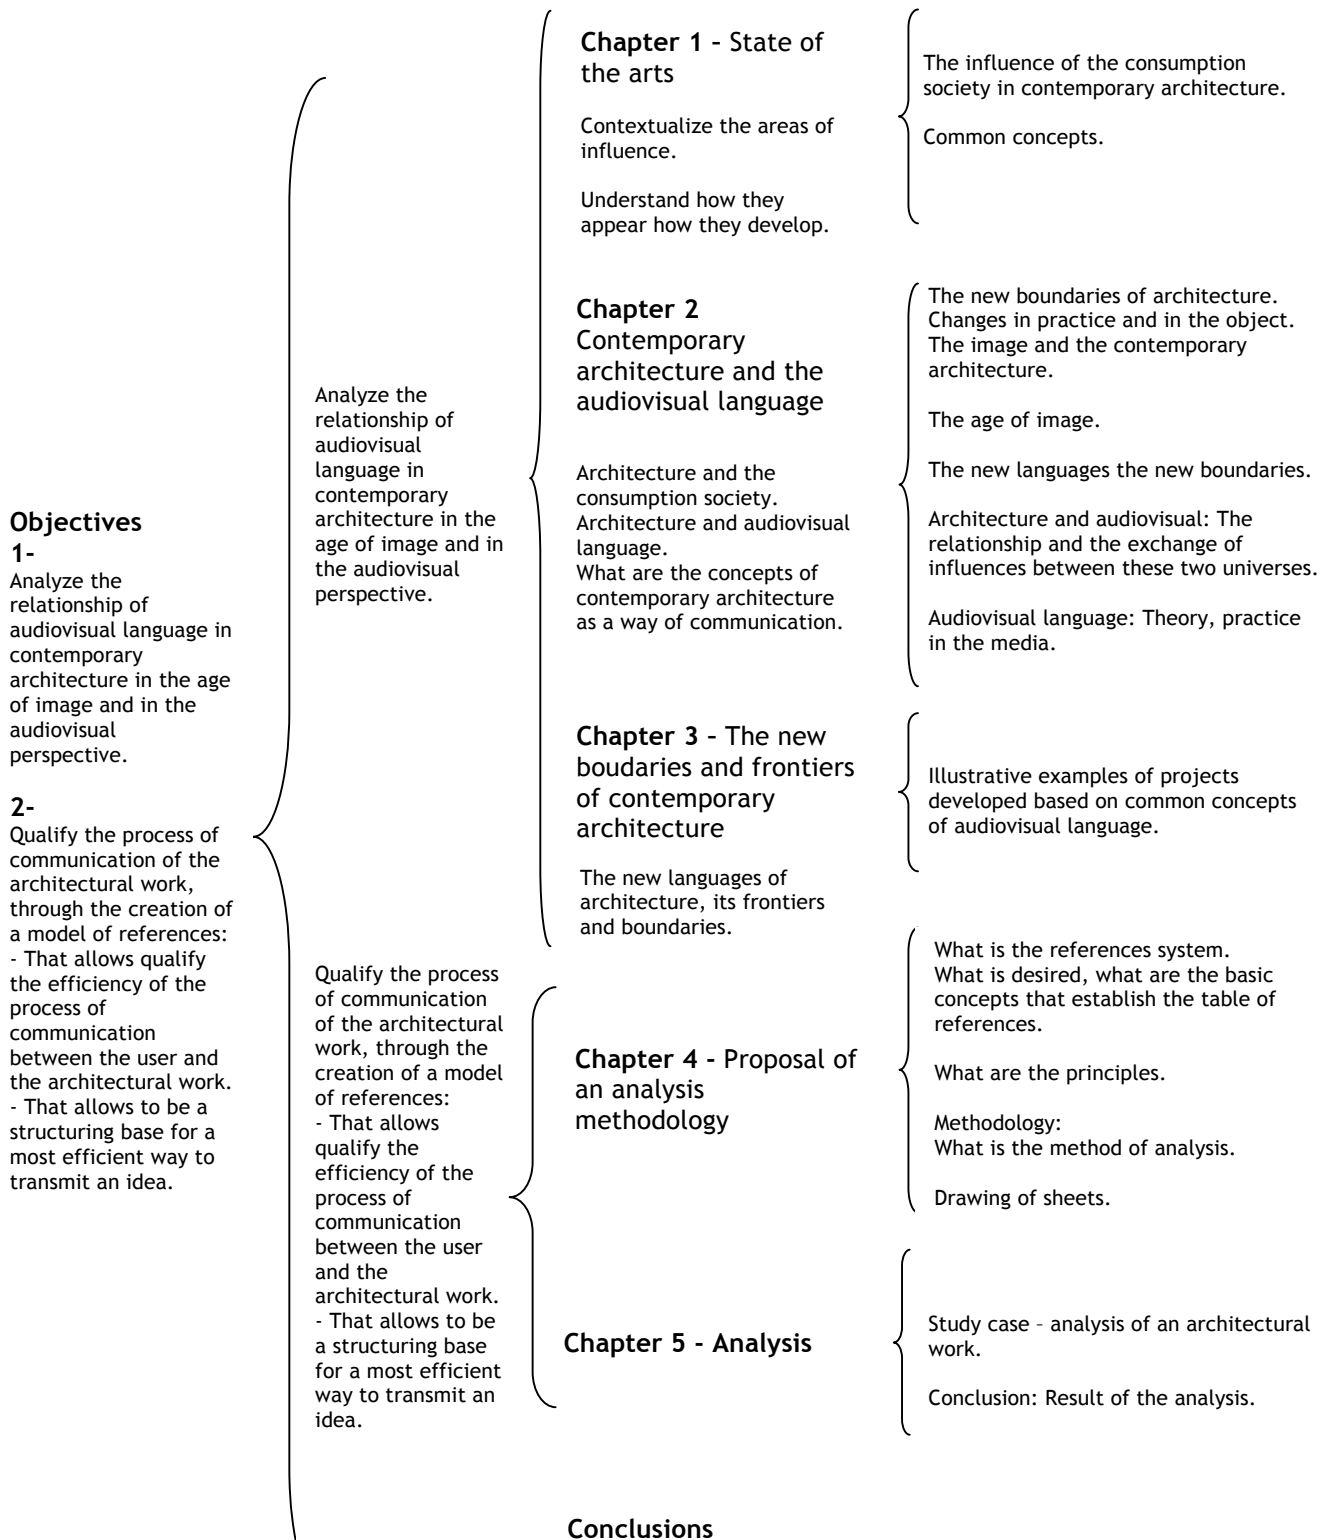 Objectives
1-
Analyze the
relationship of
audiovisual language in
contemporary
architecture in the age
of image and in the
audiovisual
perspective.
2-
Qualify the process of
communication of the
architectural work,
through the creation of
a model of references:
- That allows qualify
the efficiency of the
process of
communication
between the user and
the architectural work.
- That allows to be a
structuring base for a
most efficient way to
transmit an idea.
Analyze the
relationship of
audiovisual
language in
contemporary
architecture in the
age of image and in
the audiovisual
perspective.
Chapter 1 – State of
the arts
Contextualize the areas of
influence.
Understand how they
appear how they develop.
The influence of the consumption
society in contemporary architecture.
Common concepts.
Chapter 2
Contemporary
architecture and the
audiovisual language
Architecture and the
consumption society.
Architecture and audiovisual
language.
What are the concepts of
contemporary architecture
as a way of communication.
The new boundaries of architecture.
Changes in practice and in the object.
The image and the contemporary
architecture.
The age of image.
The new languages the new boundaries.
Architecture and audiovisual: The
relationship and the exchange of
influences between these two universes.
Audiovisual language: Theory, practice
in the media.
Chapter 3 – The new
boudaries and frontiers
of contemporary
architecture
The new languages of
architecture, its frontiers
and boundaries.
Illustrative examples of projects
developed based on common concepts
of audiovisual language.
Qualify the process
of communication
of the architectural
work, through the
creation of a model
of references:
- That allows
qualify the
efficiency of the
process of
communication
between the user
and the
architectural work.
- That allows to be
a structuring base
for a most efficient
way to transmit an
idea.
Chapter 4 - Proposal of
an analysis
methodology
What is the references system.
What is desired, what are the basic
concepts that establish the table of
references.
What are the principles.
Methodology:
What is the method of analysis.
Drawing of sheets.
Chapter 5 - Analysis
Study case – analysis of an architectural
work.
Conclusion: Result of the analysis.
Conclusions